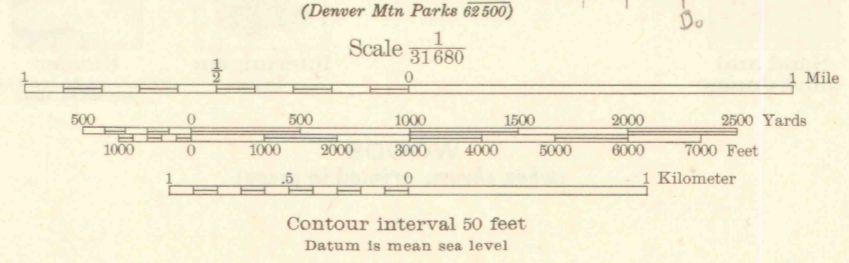 (Denver Mtn Parks 62500)
Scale 1/31680
1 1/2 0 1 Mile
500 0 500 1000 1500 2000 2500 Yards
1000 0 1000 2000 3000 4000 5000 6000 7000 Feet
1 .5 0 1 Kilometer
Contour interval 50 feet
Datum is mean sea level